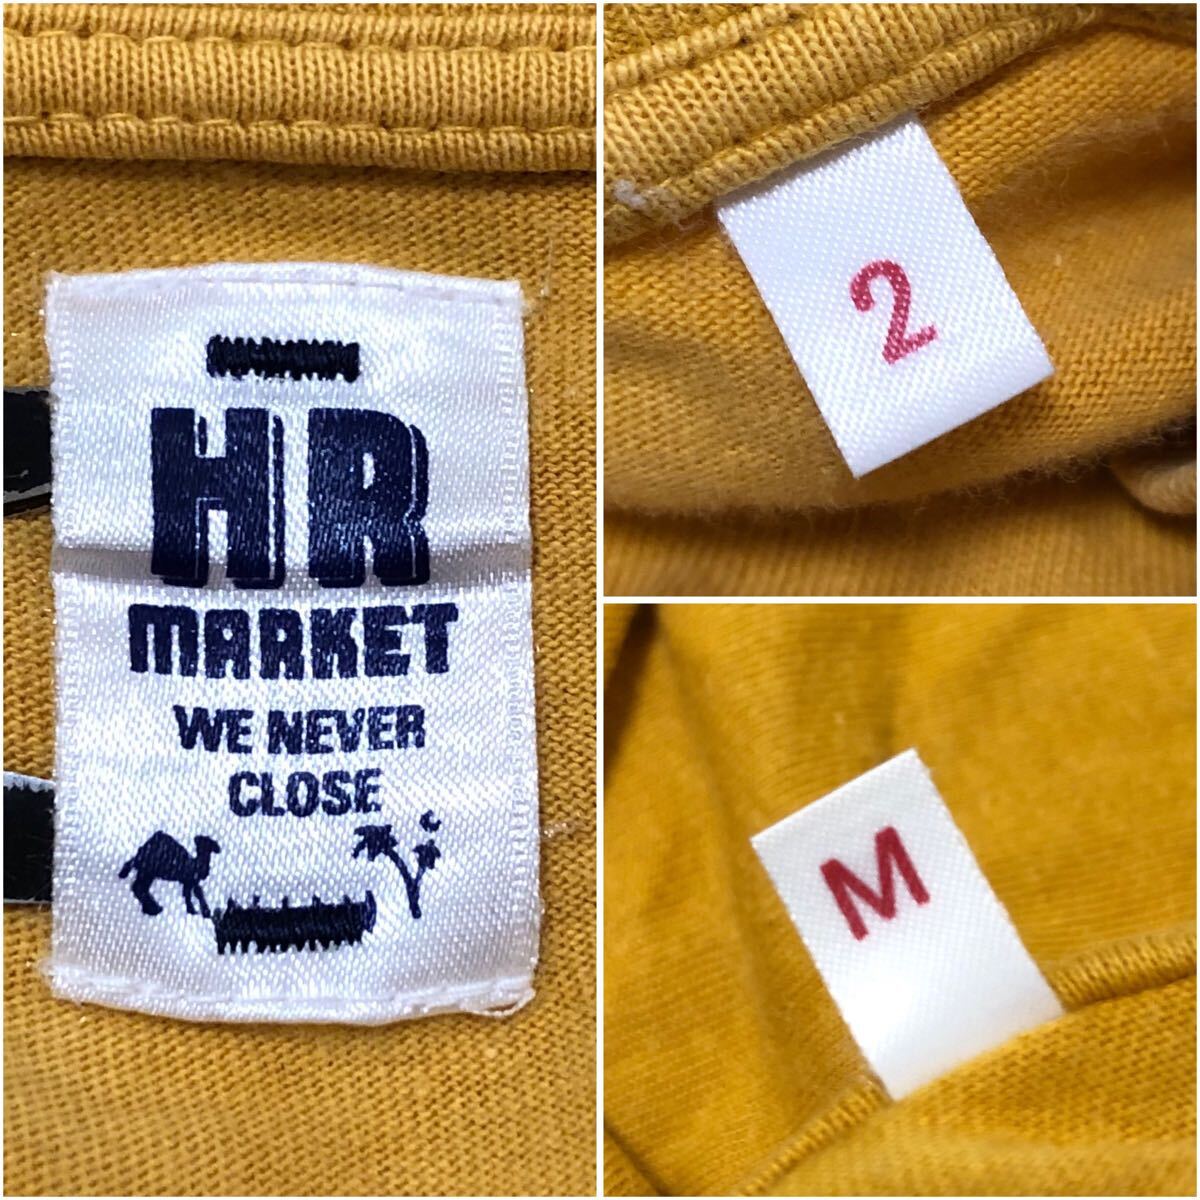 HR
MARKET
WE NEVER
CLOSE
2
M